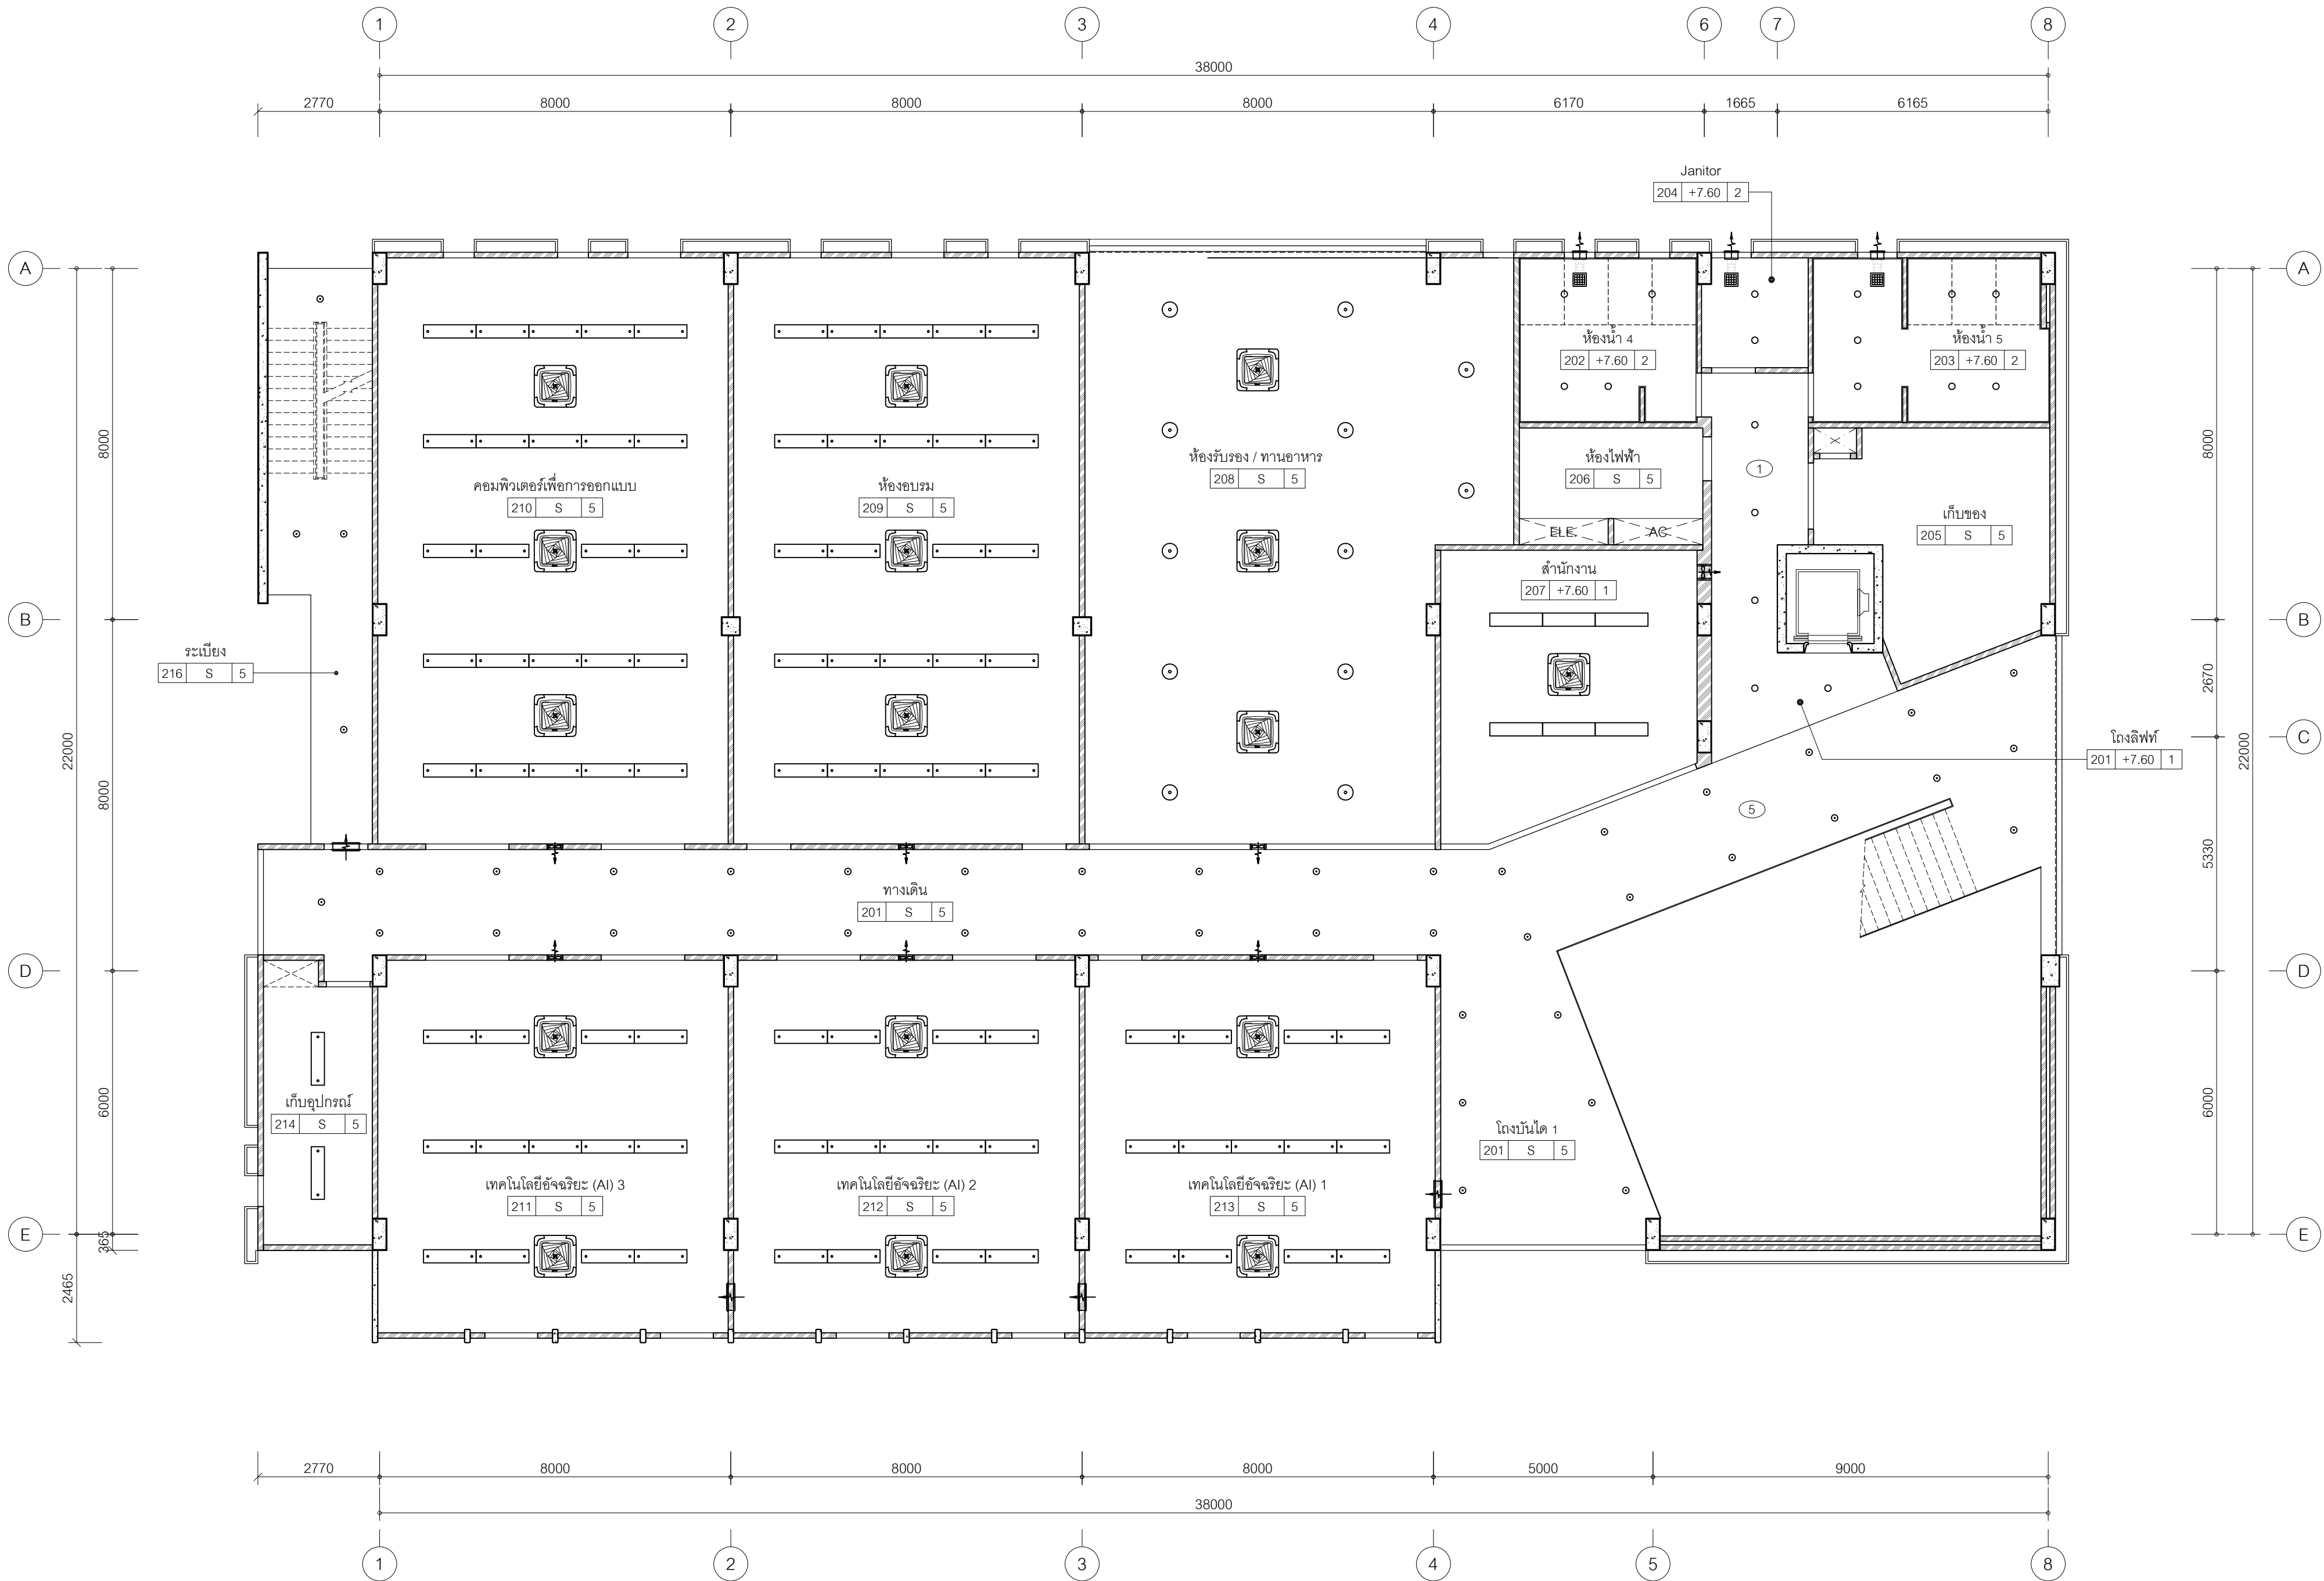 1 2 3 4 6 7 8
38000
2770 8000 8000 8000 6170 1665 6165
Janitor
204 +7.60 2
A A
ห้องน้ำ 4
202 +7.60 2
ห้องน้ำ 5
203 +7.60 2
8000 8000
ห้องรับรอง / ทานอาหาร
208 S 5
ห้องไฟฟ้า
206 S 5
1
คอมพิวเตอร์เพื่อการออกแบบ
210 S 5
ห้องอบรม
209 S 5
เก็บของ
205 S 5
ELE. AC
สำนักงาน
207 +7.60 1
B B
ระเบียง
216 S 5
2670
22000 22000
C
โถงลิฟท์
201 +7.60 1
8000
5
5330
ทางเดิน
201 S 5
D D
6000 6000
เก็บอุปกรณ์
214 S 5
โถงบันได 1
201 S 5
เทคโนโลยีอัจฉริยะ (AI) 3
211 S 5
เทคโนโลยีอัจฉริยะ (AI) 2
212 S 5
เทคโนโลยีอัจฉริยะ (AI) 1
213 S 5
E E
365
2465
2770 8000 8000 8000 5000 9000
38000
1 2 3 4 5 8